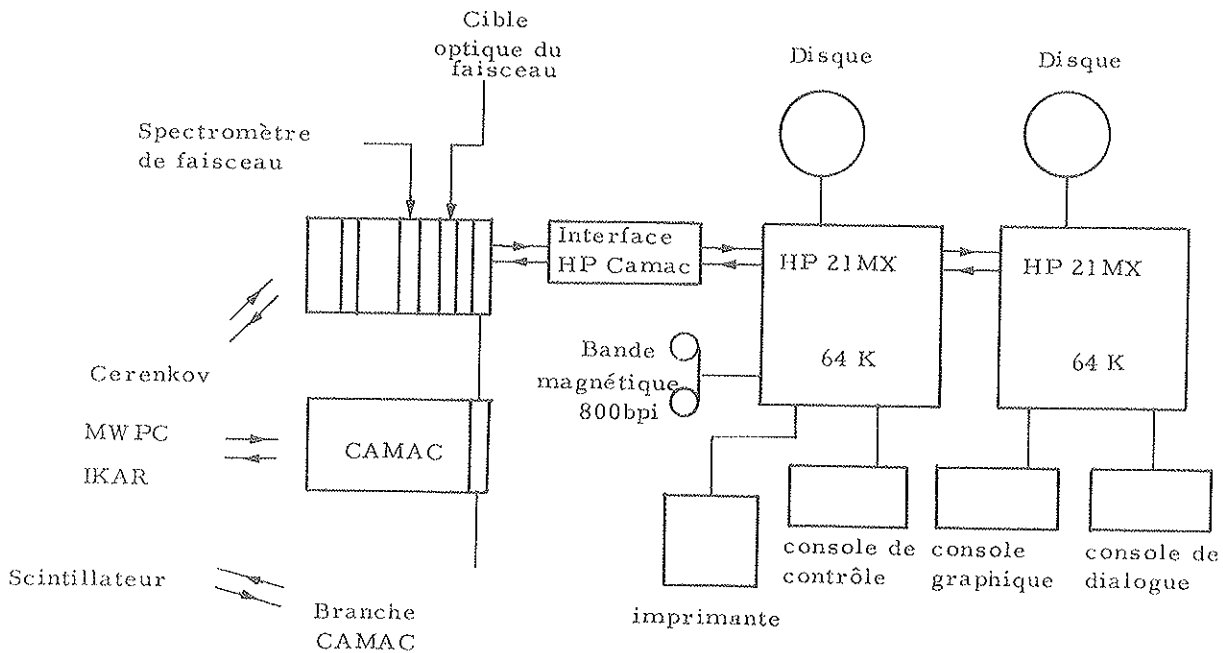 Cible
optique du
faisceau
Disque
Disque
Spectromètre
de faisceau
Interface
HP Camac
HP 21MX
64 K
HP 21MX
64 K
Bande
magnétique
800bpi
Cerenkov
MWPC
IKAR
CAMAC
Scintillateur
Branche
CAMAC
imprimante
console de
contrôle
console
graphique
console de
dialogue